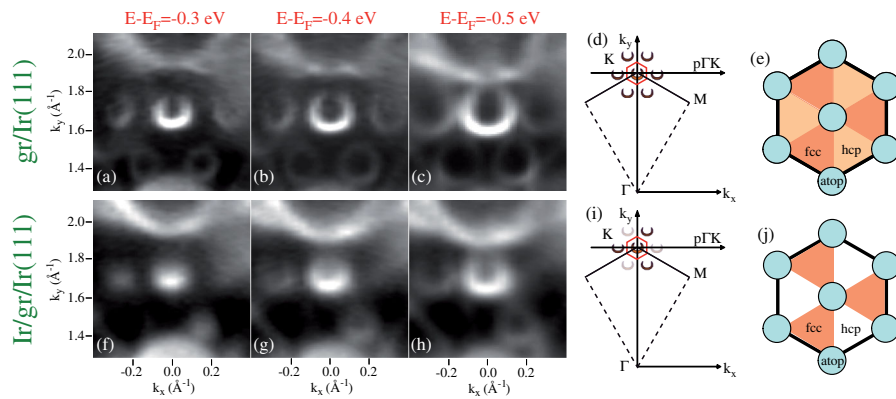 E-E_F=-0.3 eV
E-E_F=-0.4 eV
E-E_F=-0.5 eV
gr/Ir(111)
k_y (Å⁻¹)
2.0
1.8
1.6
1.4
(a)
(b)
(c)
(d)
k_y
K
pΓK
M
Γ
k_x
(e)
fcc
hcp
atop
Ir/gr/Ir(111)
k_y (Å⁻¹)
2.0
1.8
1.6
1.4
(f)
(g)
(h)
-0.2
0.0
0.2
k_x (Å⁻¹)
-0.2
0.0
0.2
k_x (Å⁻¹)
-0.2
0.0
0.2
k_x (Å⁻¹)
(i)
k_y
K
pΓK
M
Γ
k_x
(j)
fcc
hcp
atop